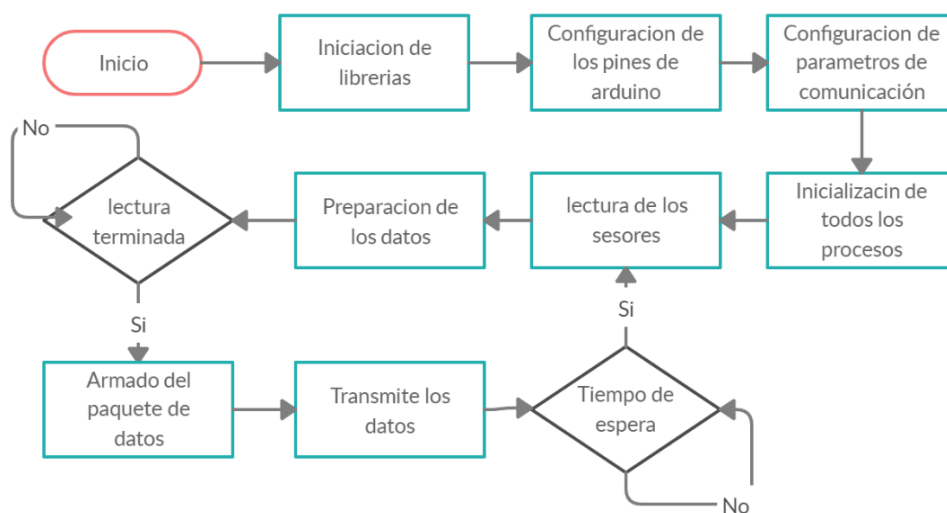 Inicio
Iniciacion de
librerias
Configuracion de
los pines de
arduino
Configuracion de
parametros de
comunicación
Inicializacin de
todos los
procesos
lectura de los
sesores
Preparacion de
los datos
lectura
terminada
No
Si
Armado del
paquete de
datos
Transmite los
datos
Tiempo de
espera
Si
No